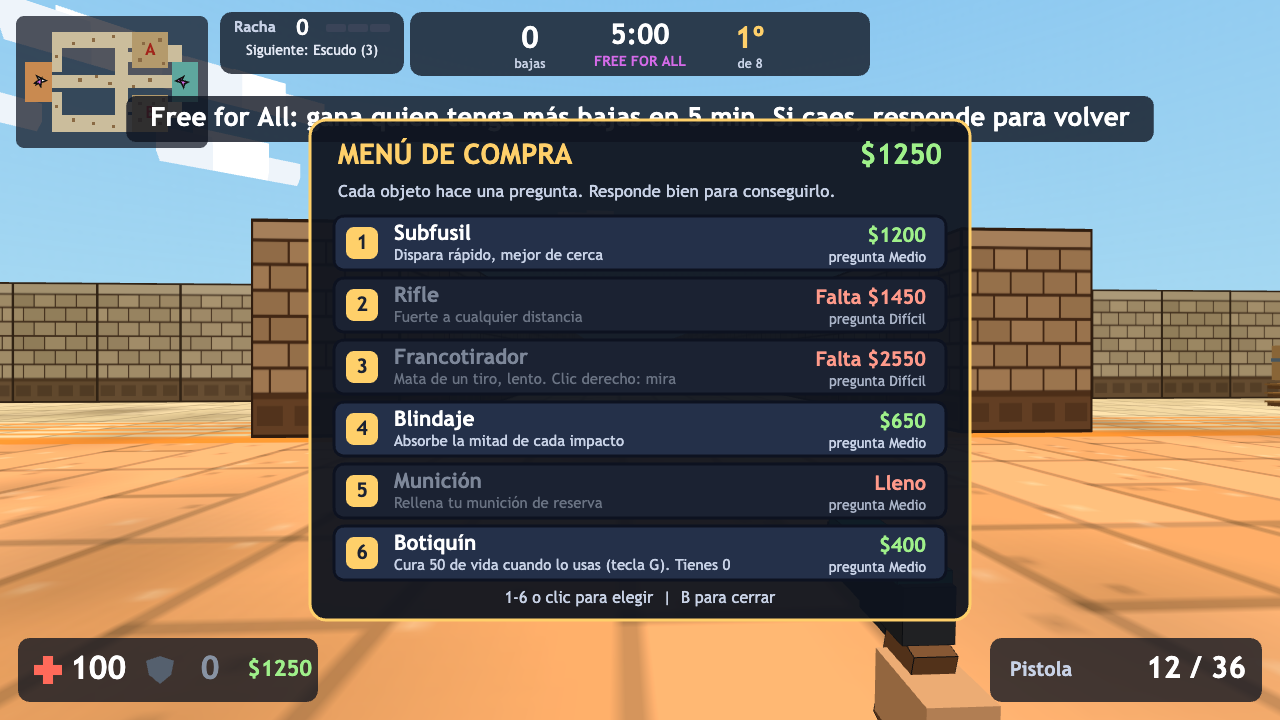 A
Racha 0
Siguiente: Escudo (3)
0
bajas
5:00
FREE FOR ALL
1º
de 8
Free for All: gana quien tenga más bajas en 5 min. Si caes, responde para volver
MENÚ DE COMPRA
$1250
Cada objeto hace una pregunta. Responde bien para conseguirlo.
1
Subfusil
Dispara rápido, mejor de cerca
$1200
pregunta Medio
2
Rifle
Fuerte a cualquier distancia
Falta $1450
pregunta Difícil
3
Francotirador
Mata de un tiro, lento. Clic derecho: mira
Falta $2550
pregunta Difícil
4
Blindaje
Absorbe la mitad de cada impacto
$650
pregunta Medio
5
Munición
Rellena tu munición de reserva
Lleno
pregunta Medio
6
Botiquín
Cura 50 de vida cuando lo usas (tecla G). Tienes 0
$400
pregunta Medio
1-6 o clic para elegir | B para cerrar
100
0
$1250
Pistola
12 / 36